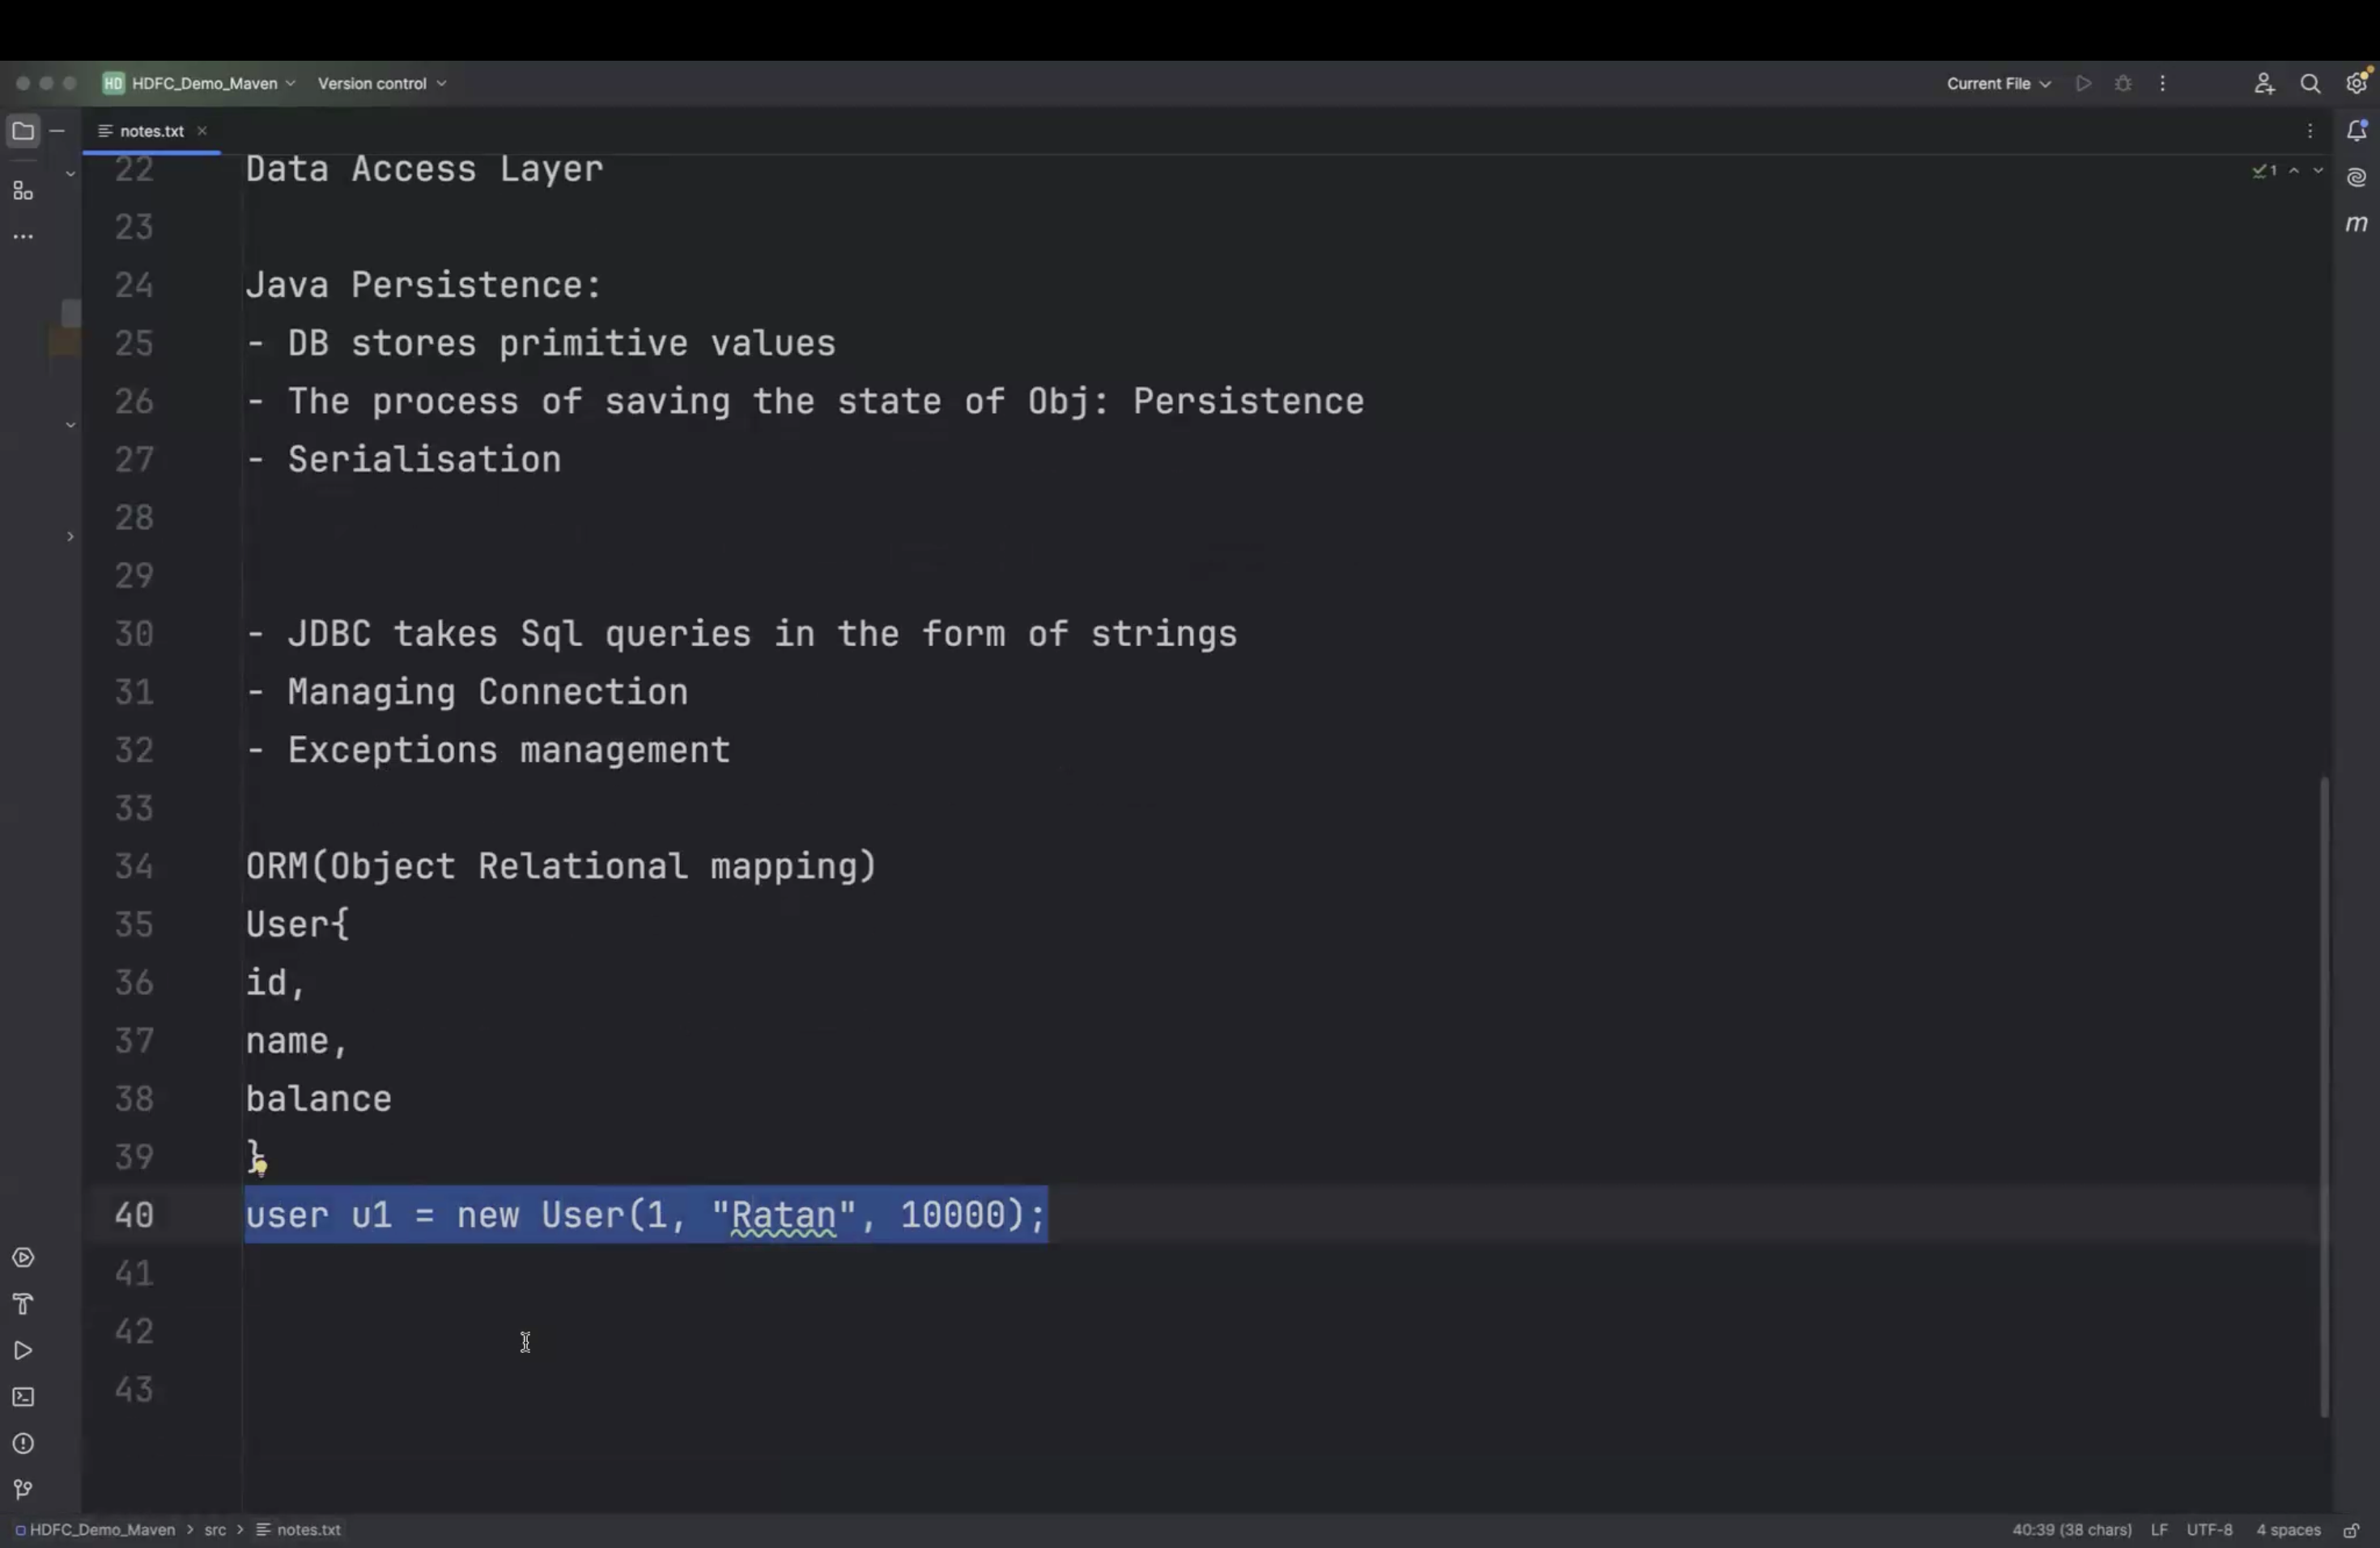 HD HDFC_Demo_Maven Version control Current File
notes.txt
22 Data Access Layer
✓1
23
24 Java Persistence:
25 - DB stores primitive values
26 - The process of saving the state of Obj: Persistence
27 - Serialisation
28
29
30 - JDBC takes Sql queries in the form of strings
31 - Managing Connection
32 - Exceptions management
33
34 ORM(Object Relational mapping)
35 User{
36 id,
37 name,
38 balance
39 }
40 user u1 = new User(1, "Ratan", 10000);
41
42
43
m
HDFC_Demo_Maven > src > notes.txt 40:39 (38 chars) LF UTF-8 4 spaces